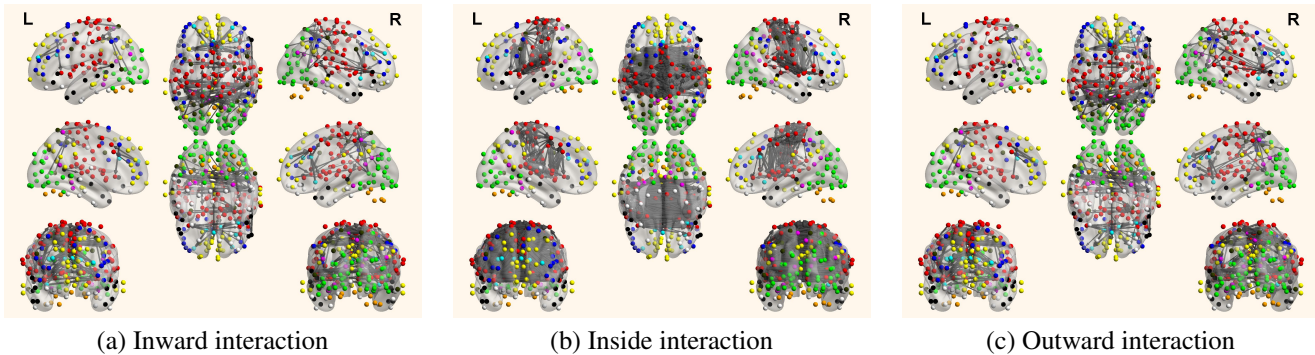 L R
L R
L R
(a) Inward interaction
(b) Inside interaction
(c) Outward interaction